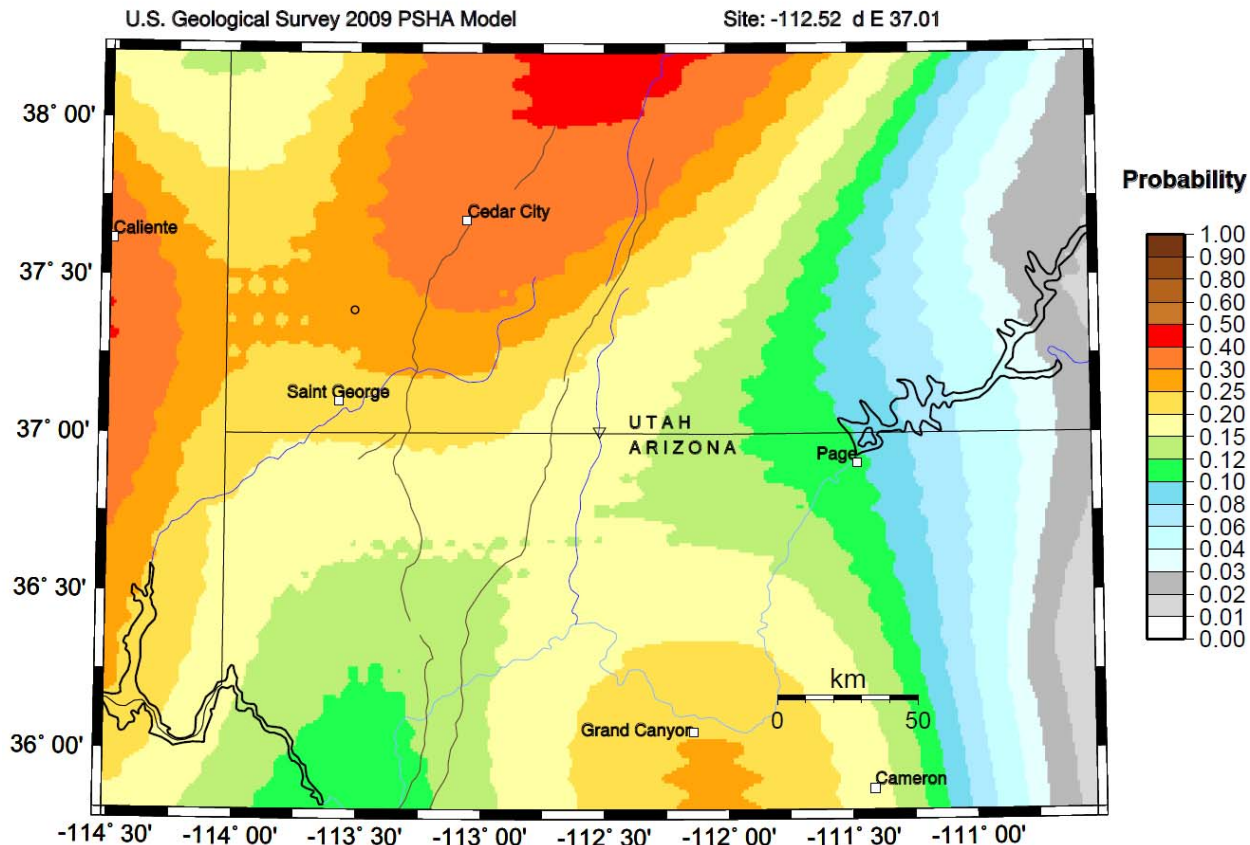 U.S. Geological Survey 2009 PSHA Model
Site: -112.52 d E 37.01
38° 00'
37° 30'
37° 00'
36° 30'
36° 00'
Caliente
Cedar City
Saint George
UTAH
ARIZONA
Page
Grand Canyon
Cameron
km
0 50
-114° 30' -114° 00' -113° 30' -113° 00' -112° 30' -112° 00' -111° 30' -111° 00'
Probability
1.00
0.90
0.80
0.60
0.50
0.40
0.30
0.25
0.20
0.15
0.12
0.10
0.08
0.06
0.04
0.03
0.02
0.01
0.00